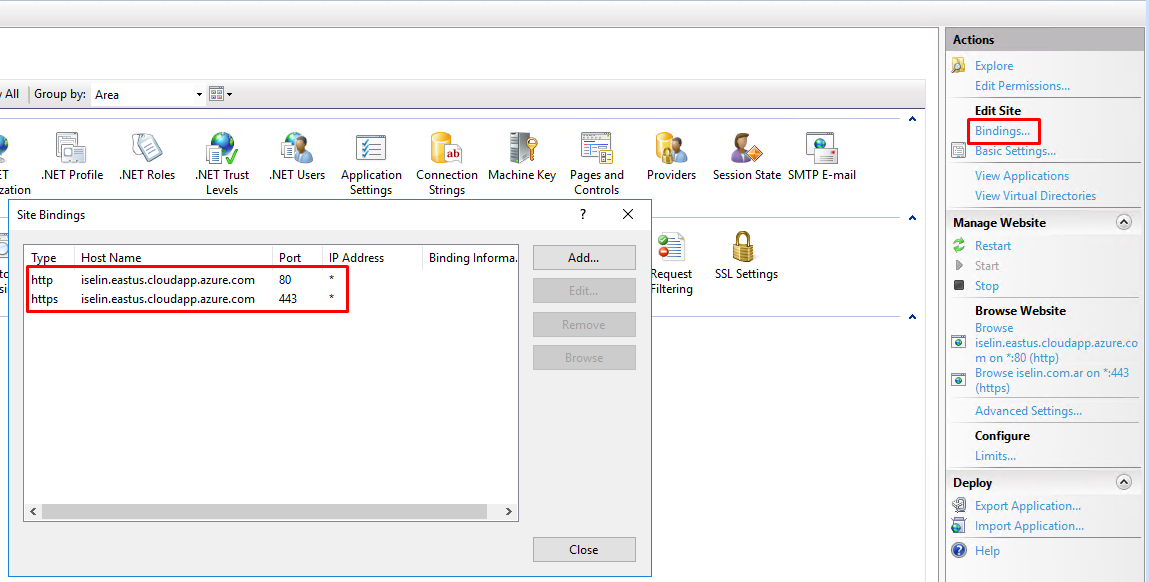 All
Group by: Area
.NET Profile
.NET Roles
.NET Trust
Levels
.NET Users
Application
Settings
Connection
Strings
Machine Key
Pages and
Controls
Providers
Session State
SMTP E-mail
Request
Filtering
SSL Settings
Site Bindings
?
Type Host Name Port IP Address Binding Informa.
http iselin.eastus.cloudapp.azure.com 80 *
https iselin.eastus.cloudapp.azure.com 443 *
Add...
Edit...
Remove
Browse
Close
Actions
Explore
Edit Permissions...
Edit Site
Bindings...
Basic Settings...
View Applications
View Virtual Directories
Manage Website
Restart
Start
Stop
Browse Website
Browse
iselin.eastus.cloudapp.azure.co
m on *:80 (http)
Browse iselin.com.ar on *:443
(https)
Advanced Settings...
Configure
Limits...
Deploy
Export Application...
Import Application...
Help